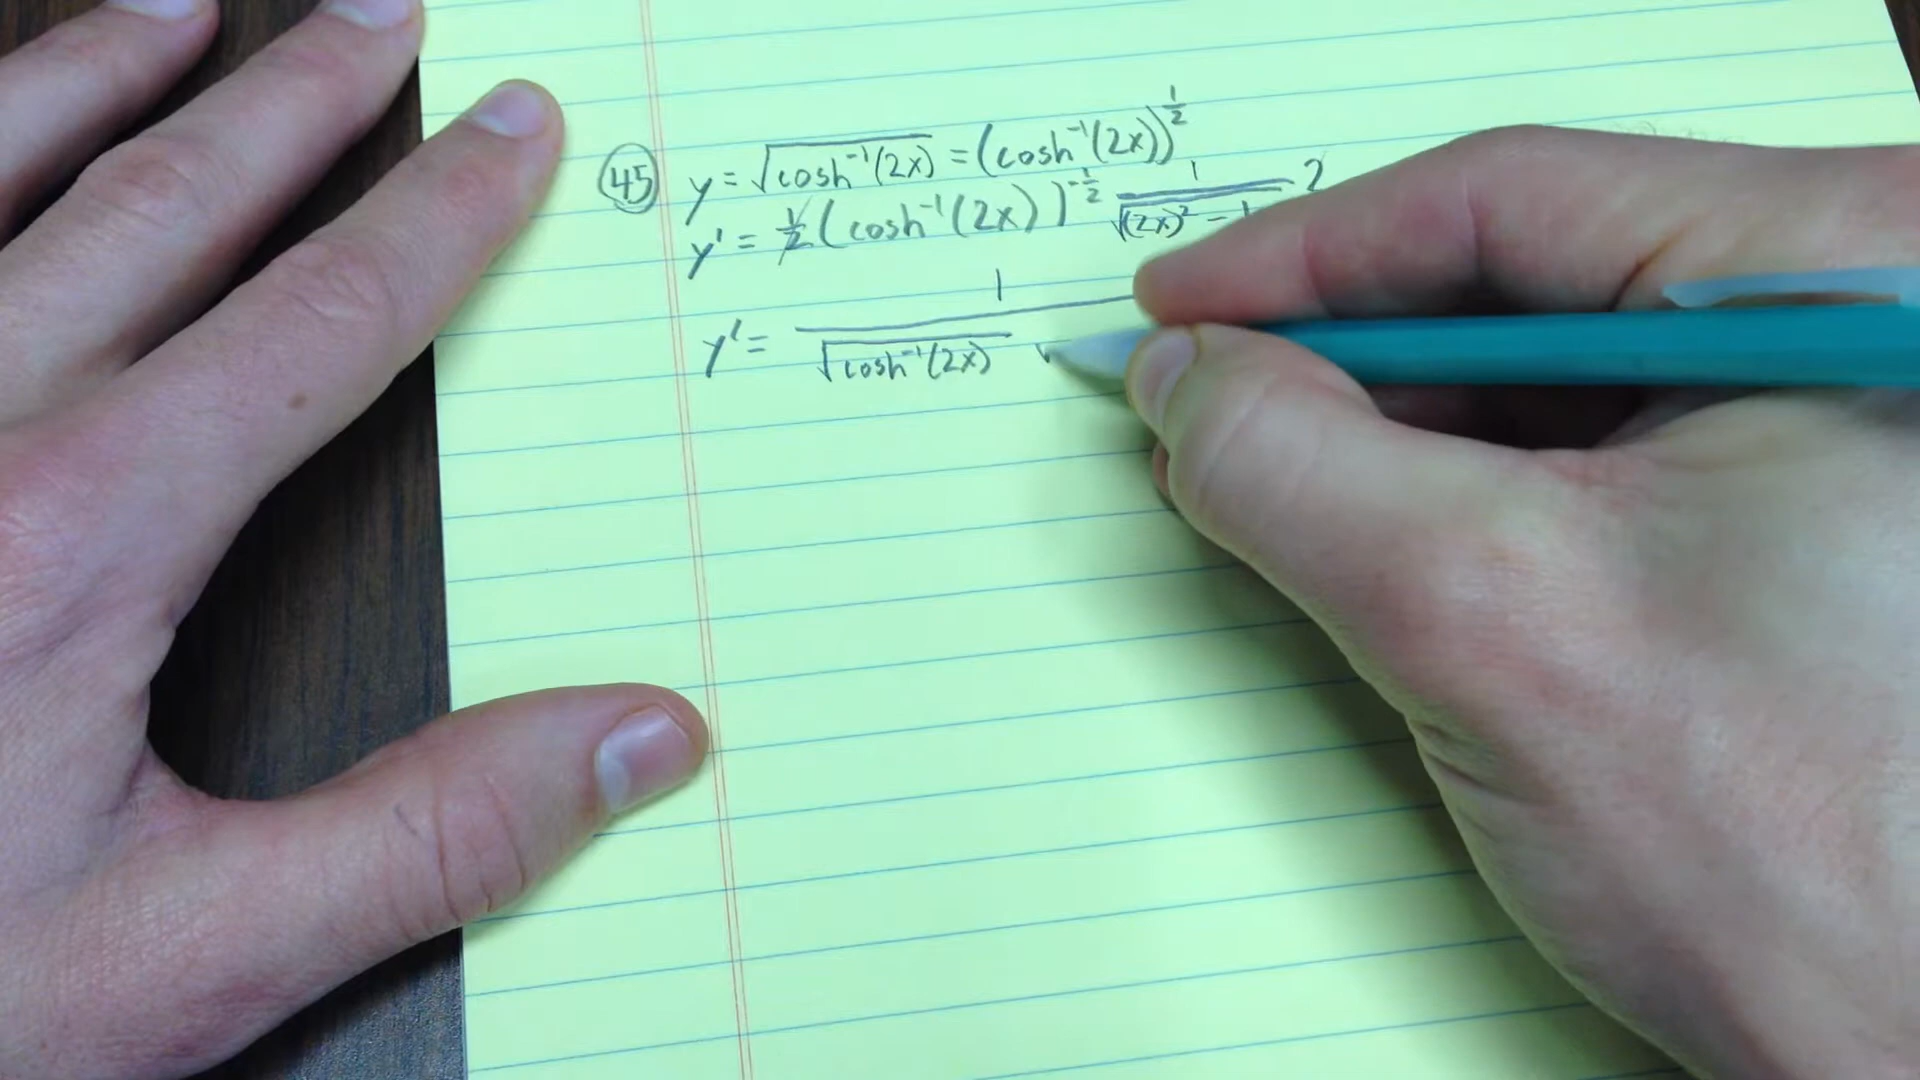 45 y = √cosh⁻¹(2x) = (cosh⁻¹(2x))^½
y' = ½(cosh⁻¹(2x))^-½ 1/√(2x)² - 1 2
y' = 1/√cosh⁻¹(2x) √